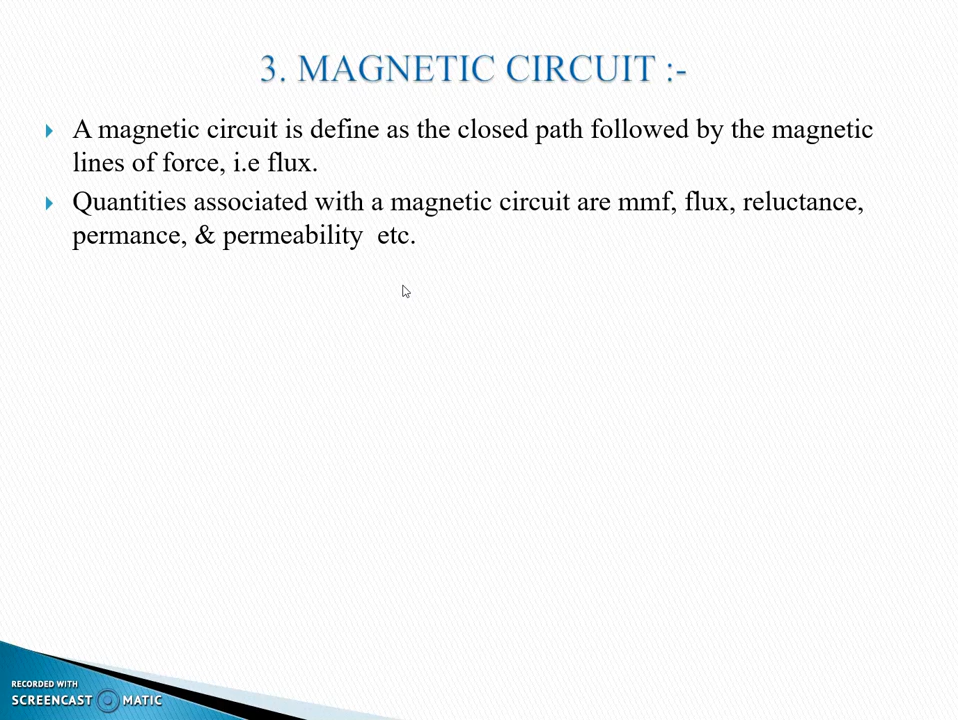 3. MAGNETIC CIRCUIT :-
A magnetic circuit is define as the closed path followed by the magnetic
lines of force, i.e flux.
Quantities associated with a magnetic circuit are mmf, flux, reluctance,
permance, & permeability etc.
RECORDED WITH
SCREENCAST MATIC